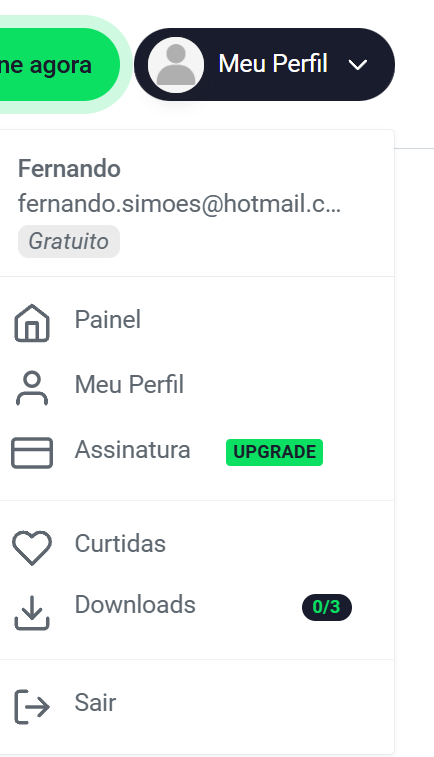 ne agora
Meu Perfil
Fernando
fernando.simoes@hotmail.c...
Gratuito
Painel
Meu Perfil
Assinatura UPGRADE
Curtidas
Downloads 0/3
Sair